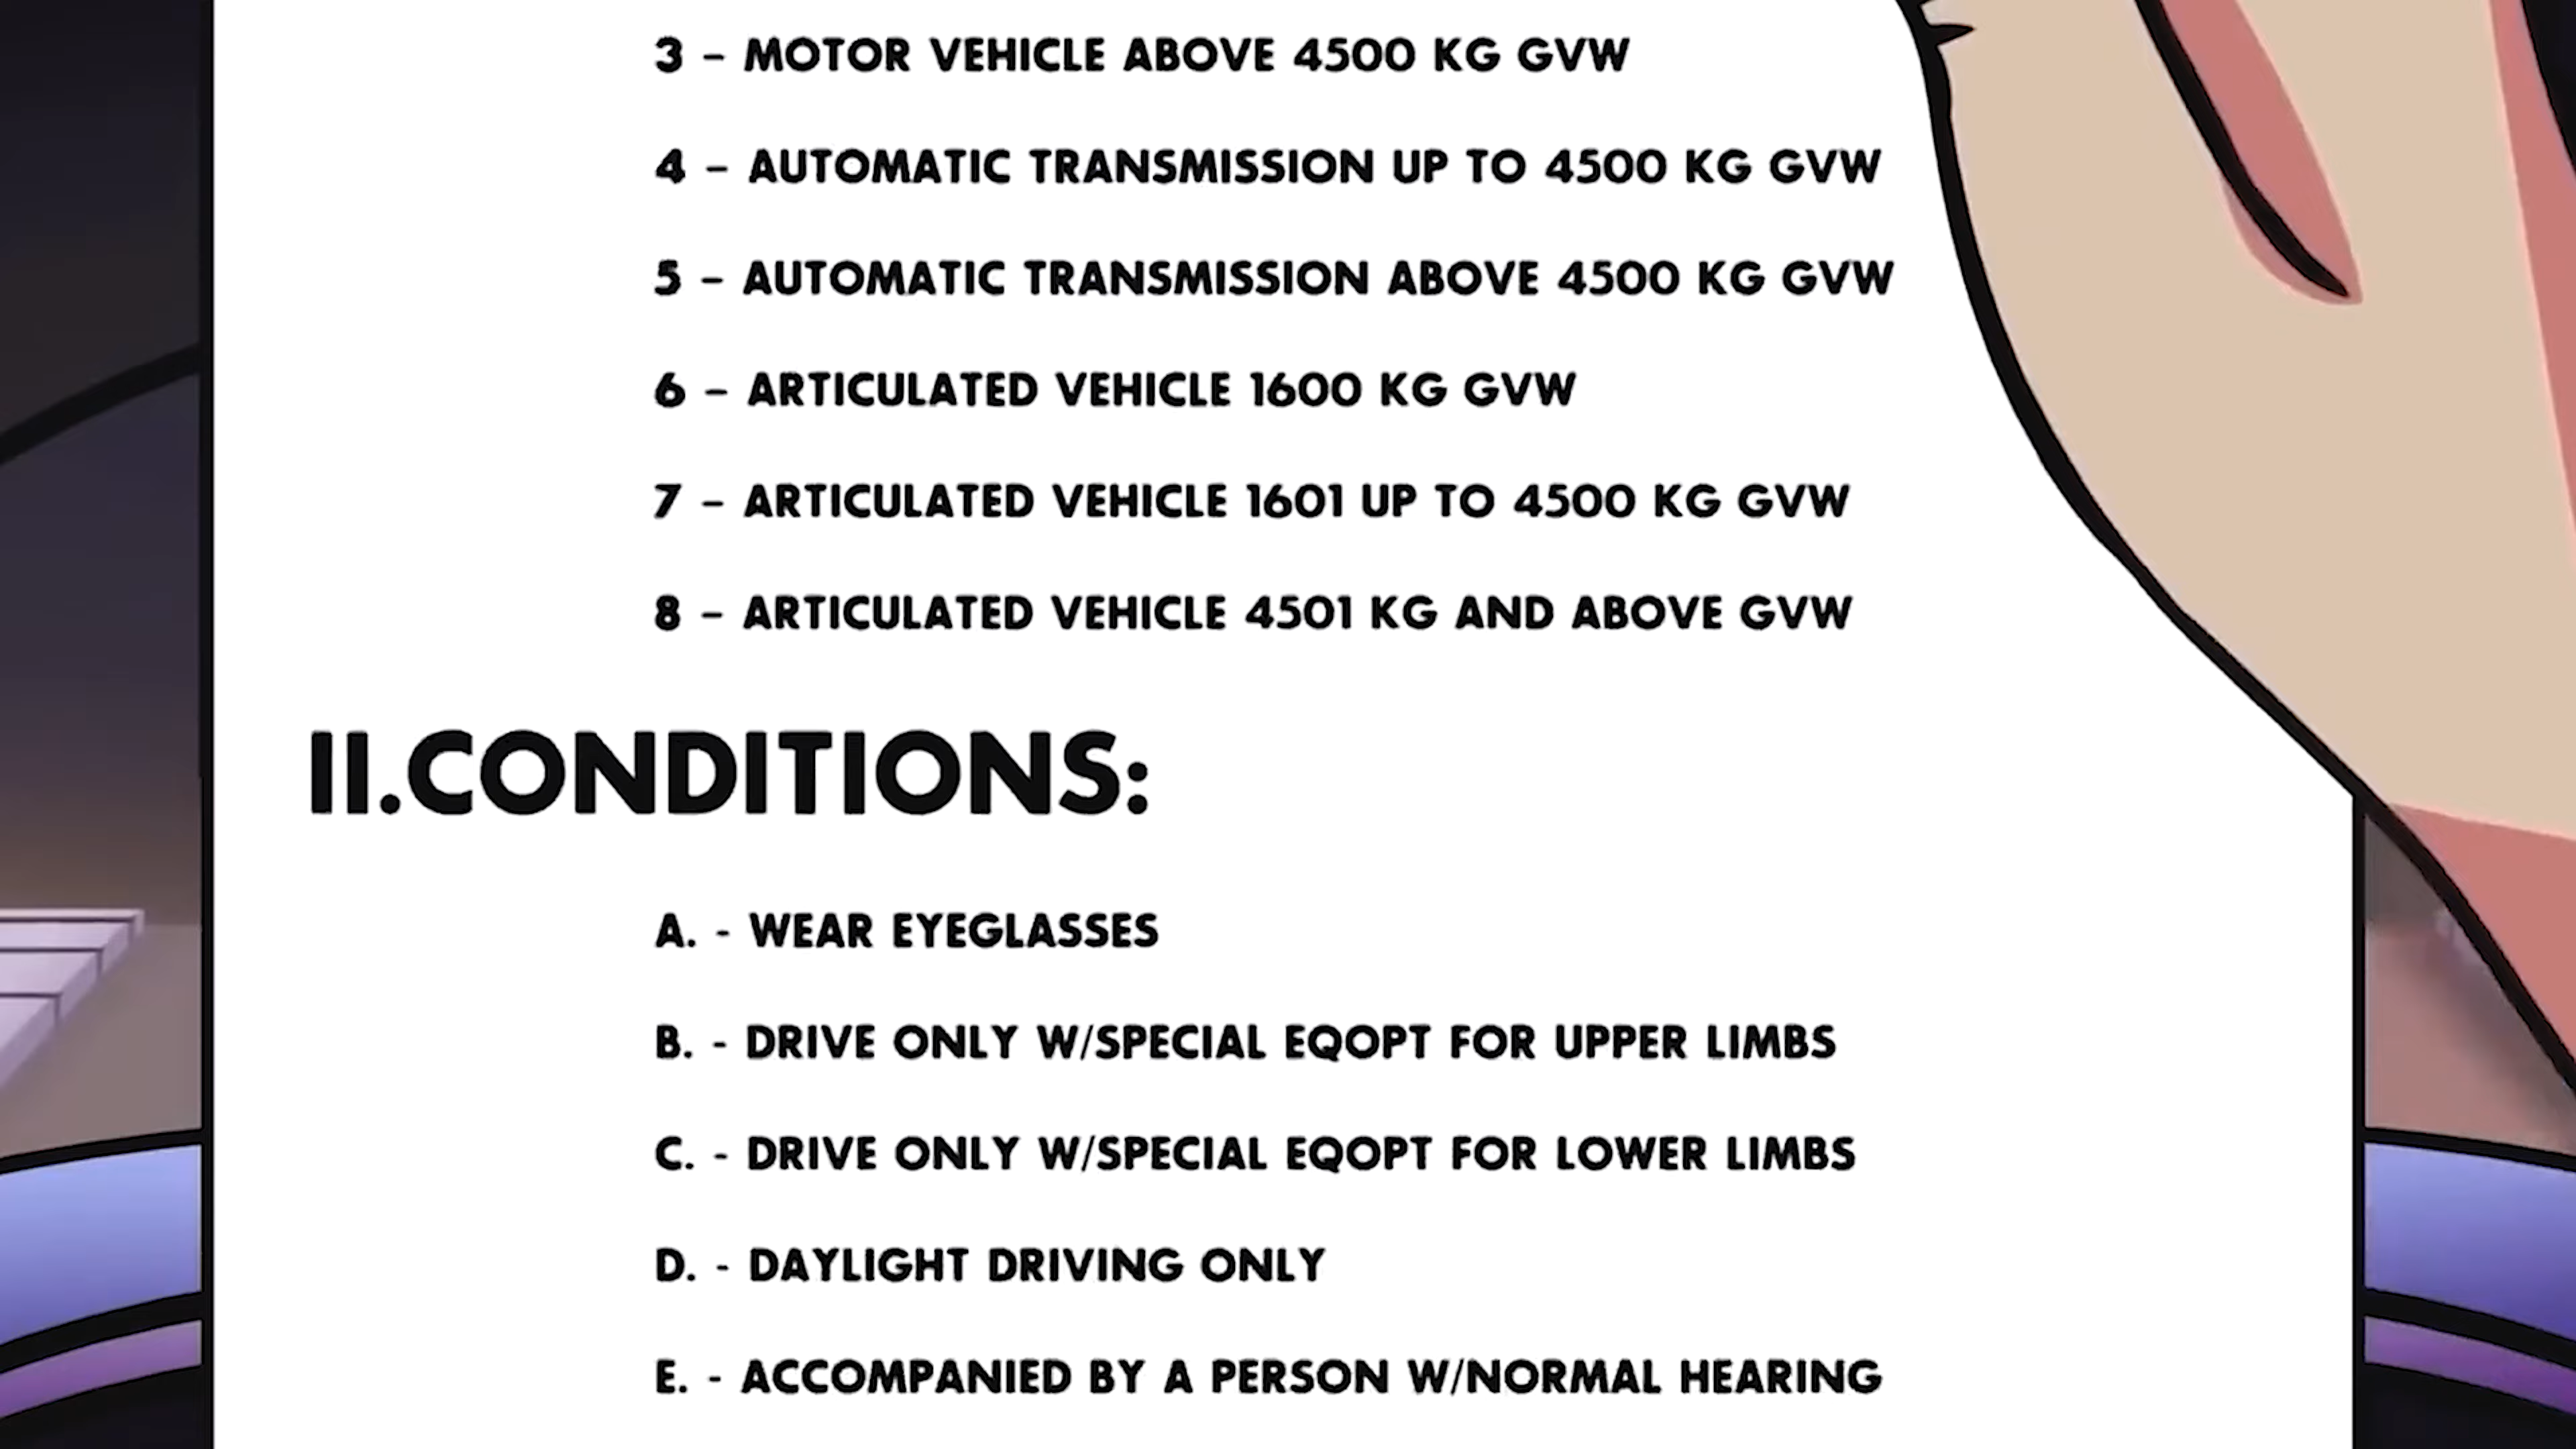 3 – MOTOR VEHICLE ABOVE 4500 KG GVW
4 – AUTOMATIC TRANSMISSION UP TO 4500 KG GVW
5 – AUTOMATIC TRANSMISSION ABOVE 4500 KG GVW
6 – ARTICULATED VEHICLE 1600 KG GVW
7 – ARTICULATED VEHICLE 1601 UP TO 4500 KG GVW
8 – ARTICULATED VEHICLE 4501 KG AND ABOVE GVW
II.CONDITIONS:
A. - WEAR EYEGLASSES
B. - DRIVE ONLY W/SPECIAL EQOPT FOR UPPER LIMBS
C. - DRIVE ONLY W/SPECIAL EQOPT FOR LOWER LIMBS
D. - DAYLIGHT DRIVING ONLY
E. - ACCOMPANIED BY A PERSON W/NORMAL HEARING